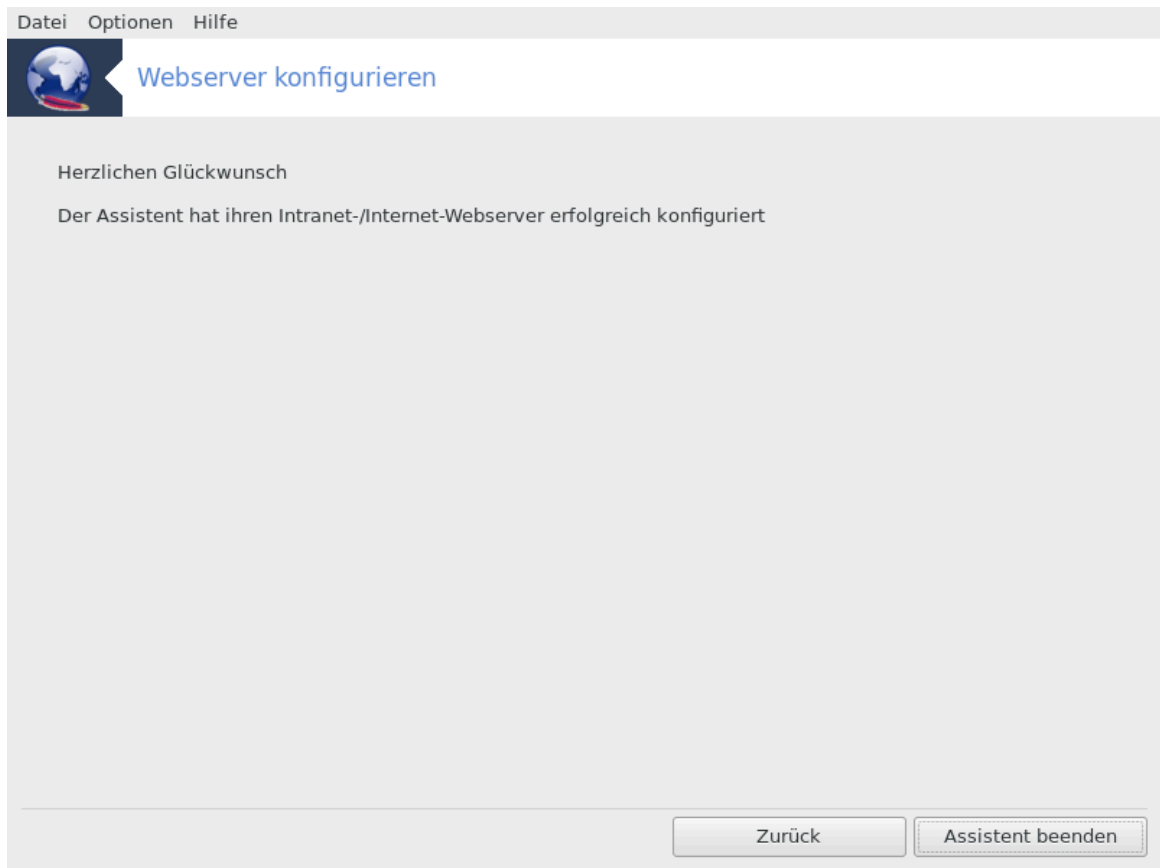 Datei Optionen Hilfe
Webserver konfigurieren
Herzlichen Glückwunsch
Der Assistent hat ihren Intranet-/Internet-Webserver erfolgreich konfiguriert
Zurück Assistent beenden